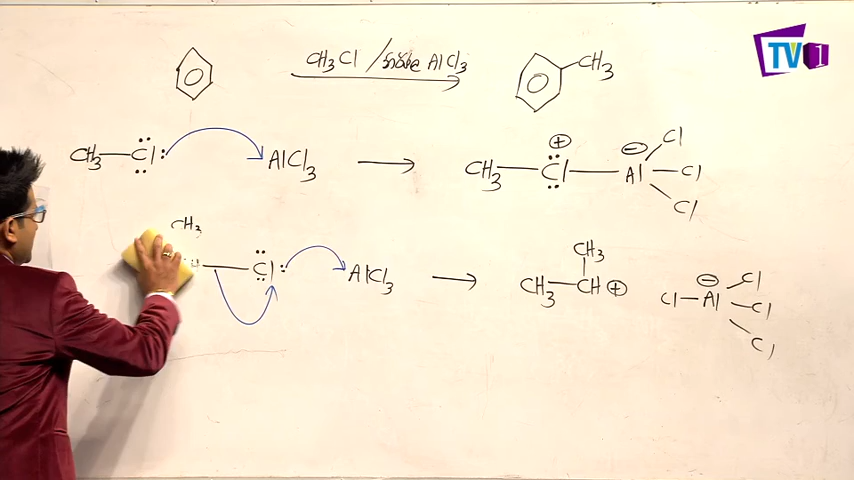 TV1
CH3Cl / නිර්ජලීය AlCl3
CH3
CH3 — Cl : AlCl3 → CH3 — Cl — Al Cl Cl Cl
⊕ ⊖
CH3
Cl : AlCl3 → CH3 — CH ⊕ Cl — Al Cl Cl Cl
CH3 ⊖